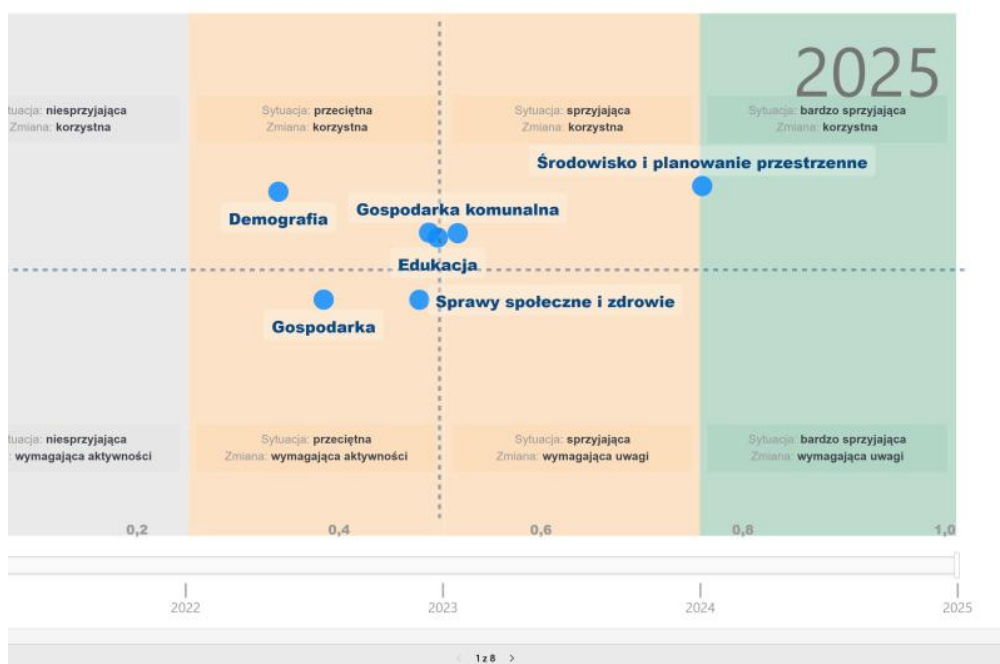 2025
tuacja: niesprzyjająca
Zmiana: korzystna
Sytuacja: przeciętna
Zmiana: korzystna
Sytuacja: sprzyjająca
Zmiana: korzystna
Sytuacja: bardzo sprzyjająca
Zmiana: korzystna
Środowisko i planowanie przestrzenne
Demografia
Gospodarka komunalna
Edukacja
Gospodarka
Sprawy społeczne i zdrowie
tuacja: niesprzyjająca
: wymagająca aktywności
Sytuacja: przeciętna
Zmiana: wymagająca aktywności
Sytuacja: sprzyjająca
Zmiana: wymagająca uwagi
Sytuacja: bardzo sprzyjająca
Zmiana: wymagająca uwagi
0,2 0,4 0,6 0,8 1,0
2022 2023 2024 2025
1 z 8